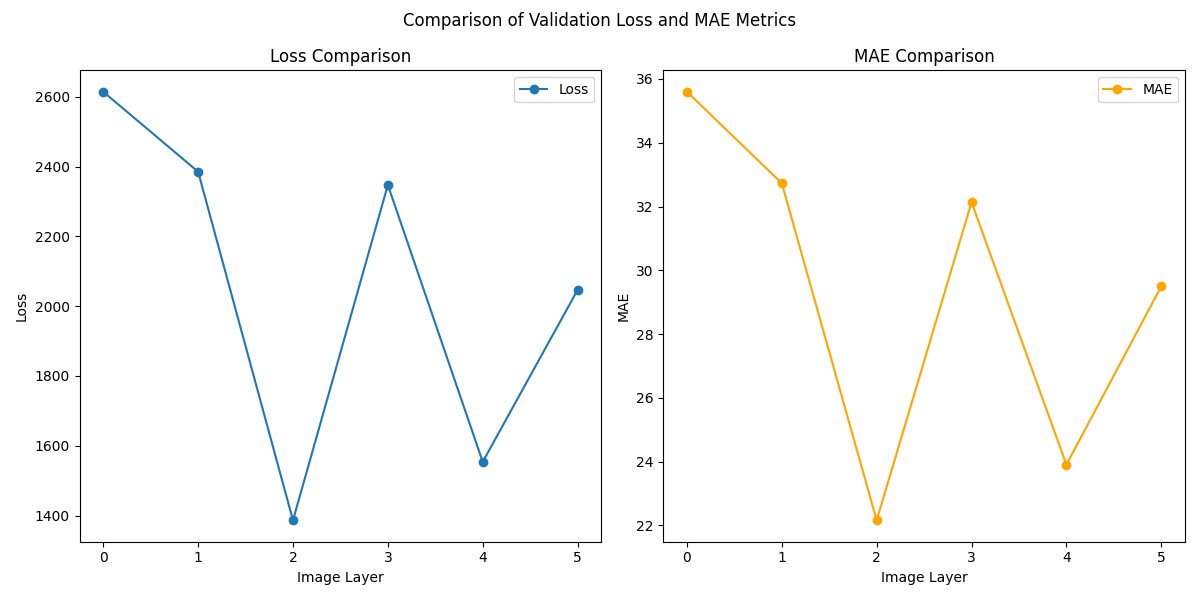 Comparison of Validation Loss and MAE Metrics
Loss Comparison
Loss
2600
2400
2200
2000
1800
1600
1400
Loss
0 1 2 3 4 5
Image Layer
MAE Comparison
MAE
36
34
32
30
28
26
24
22
MAE
0 1 2 3 4 5
Image Layer